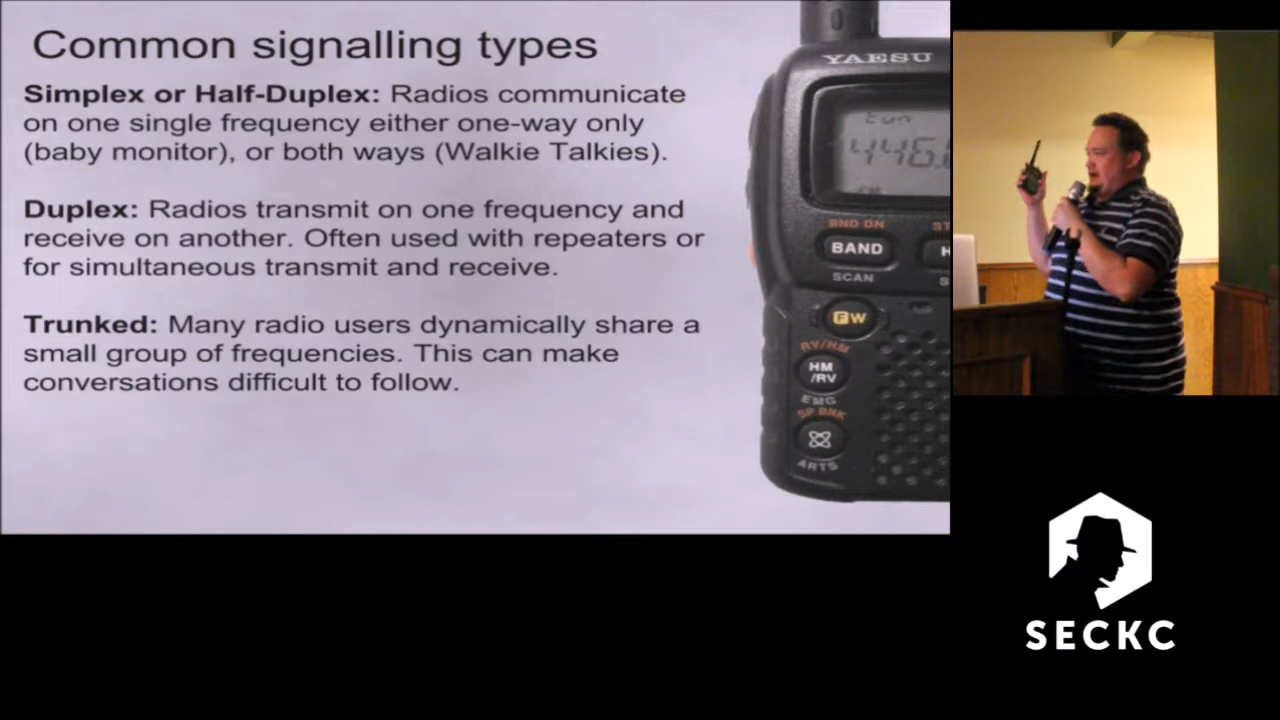 Common signalling types
Simplex or Half-Duplex: Radios communicate
on one single frequency either one-way only
(baby monitor), or both ways (Walkie Talkies).
Duplex: Radios transmit on one frequency and
receive on another. Often used with repeaters or
for simultaneous transmit and receive.
Trunked: Many radio users dynamically share a
small group of frequencies. This can make
conversations difficult to follow.
YAESU
446.
BND DN
BAND
SCAN
FW
RV/HM
HM
/RV
EMG
SP BNK
ARTS
SECKC